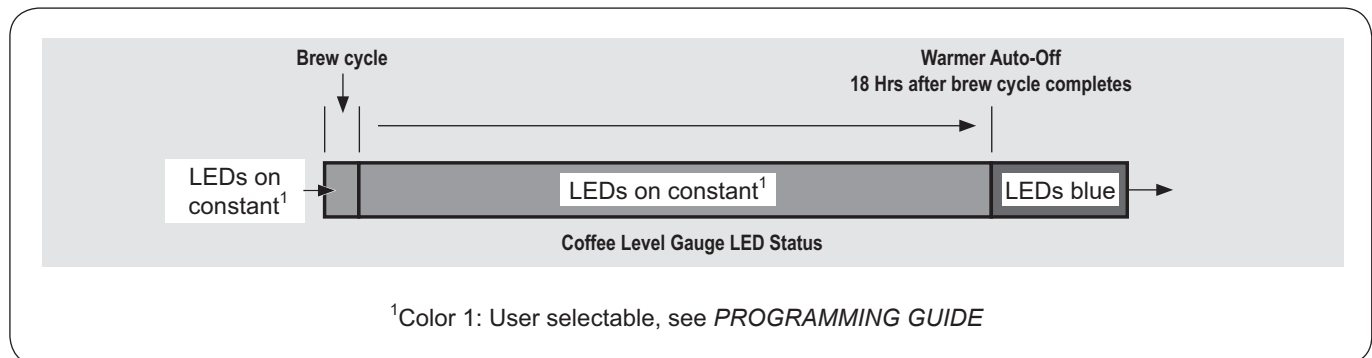 Brew cycle
Warmer Auto-Off
18 Hrs after brew cycle completes
LEDs on
constant¹
LEDs on constant¹
LEDs blue
Coffee Level Gauge LED Status
¹Color 1: User selectable, see PROGRAMMING GUIDE